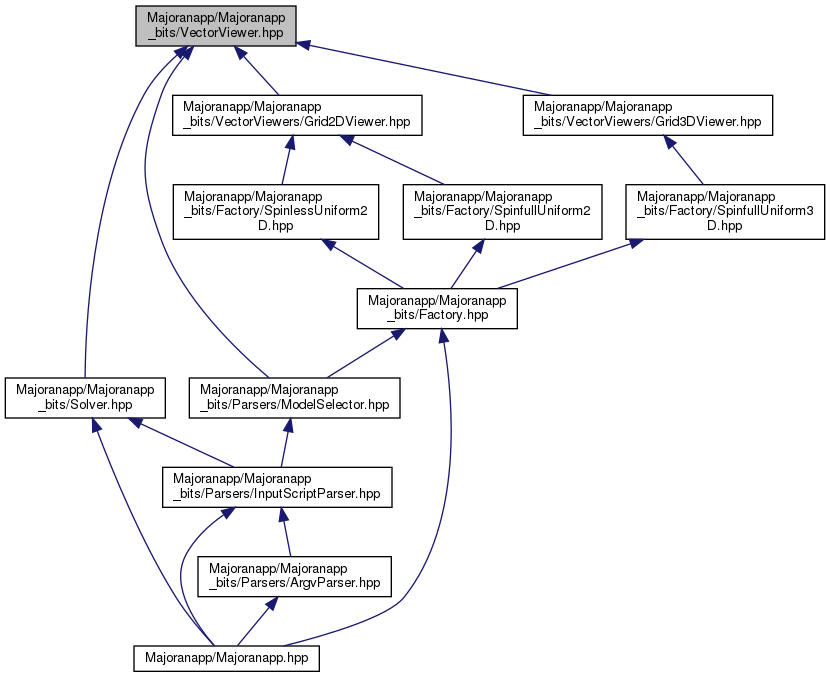 Majoranapp/Majoranapp
_bits/VectorViewer.hpp
Majoranapp/Majoranapp
_bits/VectorViewers/Grid2DViewer.hpp
Majoranapp/Majoranapp
_bits/VectorViewers/Grid3DViewer.hpp
Majoranapp/Majoranapp
_bits/Factory/SpinlessUniform2
D.hpp
Majoranapp/Majoranapp
_bits/Factory/SpinfullUniform2
D.hpp
Majoranapp/Majoranapp
_bits/Factory/SpinfullUniform3
D.hpp
Majoranapp/Majoranapp
_bits/Factory.hpp
Majoranapp/Majoranapp
_bits/Solver.hpp
Majoranapp/Majoranapp
_bits/Parsers/ModelSelector.hpp
Majoranapp/Majoranapp
_bits/Parsers/InputScriptParser.hpp
Majoranapp/Majoranapp
_bits/Parsers/ArgvParser.hpp
Majoranapp/Majoranapp.hpp